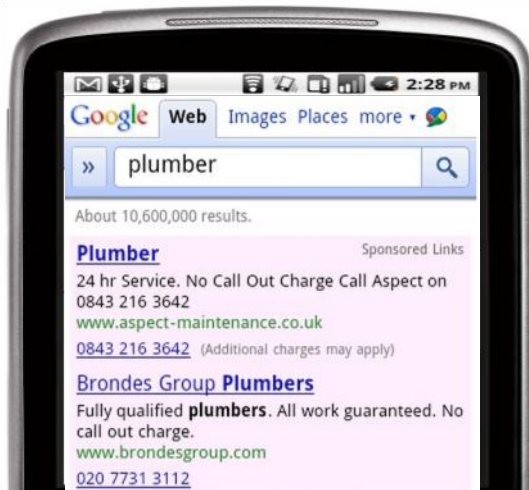 2:28 PM
Google Web Images Places more
» plumber
About 10,600,000 results.
Plumber Sponsored Links
24 hr Service. No Call Out Charge Call Aspect on
0843 216 3642
www.aspect-maintenance.co.uk
0843 216 3642 (Additional charges may apply)
Brondes Group Plumbers
Fully qualified plumbers. All work guaranteed. No
call out charge.
www.brondesgroup.com
020 7731 3112